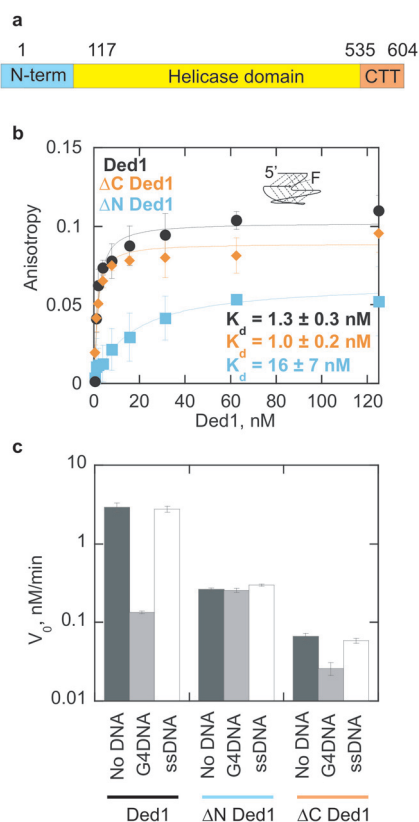 a
1 117 535 604
N-term Helicase domain CTT
b
0.15
0.1
0.05
0
Anisotropy
Ded1
ΔC Ded1
ΔN Ded1
5' F
K_d = 1.3 ± 0.3 nM
K_d = 1.0 ± 0.2 nM
K_d = 16 ± 7 nM
0 20 40 60 80 100 120
Ded1, nM
c
10
1
0.1
0.01
V_0, nM/min
No DNA G4DNA ssDNA No DNA G4DNA ssDNA No DNA G4DNA ssDNA
Ded1 ΔN Ded1 ΔC Ded1